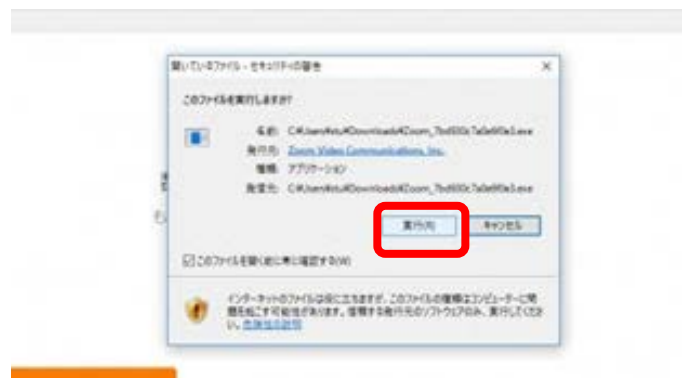 開いているファイル - セキュリティの警告
このファイルを実行しますか?
名前: C:¥Users¥stu¥Downloads¥Zoom_
発行元: Zoom Video Communications, Inc.
種類: アプリケーション
発信元: C:¥Users¥stu¥Downloads¥Zoom_
実行(R) キャンセル
このファイルを開く前に常に確認する(W)
インターネットのファイルは役に立ちますが、このファイルの種類はコンピューターに問
題を起こす可能性があります。信頼する発行元のソフトウェアのみ、実行してくださ
い。危険性の説明